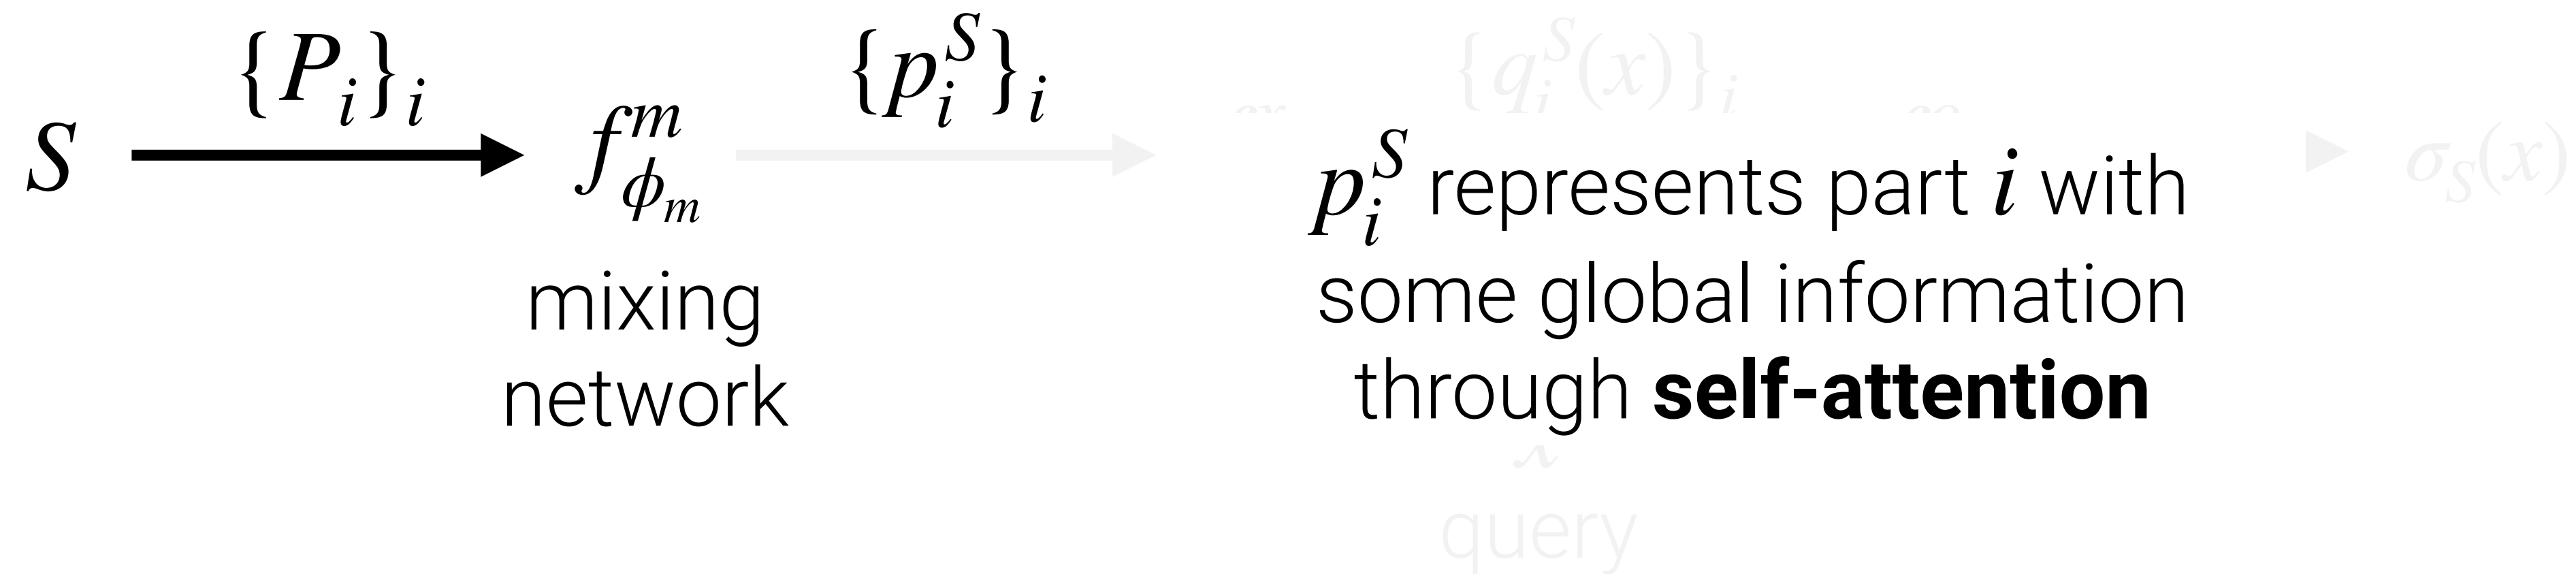 S
{P_i}_i
f^m_{ϕ_m}
mixing
network
{p_i^S}_i
{q_i^S(x)}_i
p_i^S represents part i with
some global information
through self-attention
x
query
σ_S(x)